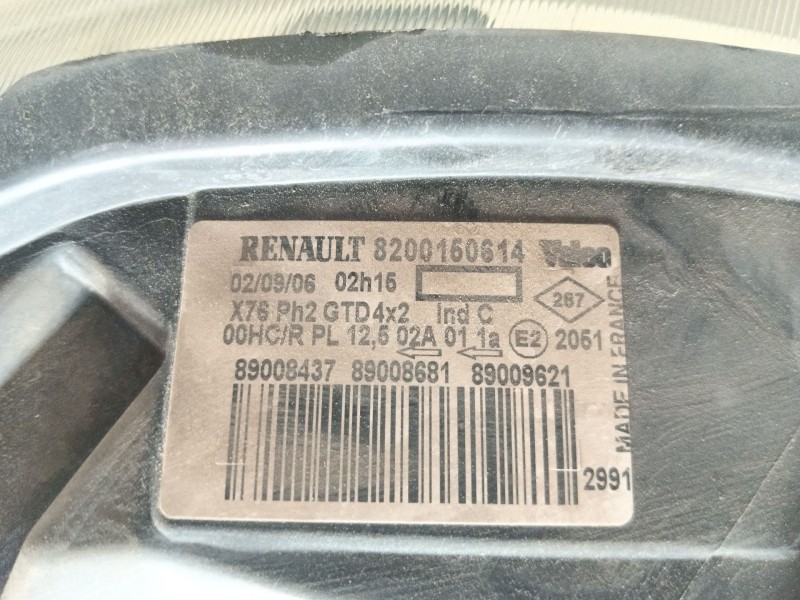 RENAULT 8200150614 Valeo
02/09/06 02h15
X76 Ph2 GTD4x2 Ind C
267
00HC/R PL 12,5 02A 01 1a E2 2051
89008437 89008681 89009621
2991
MADE IN FRANCE